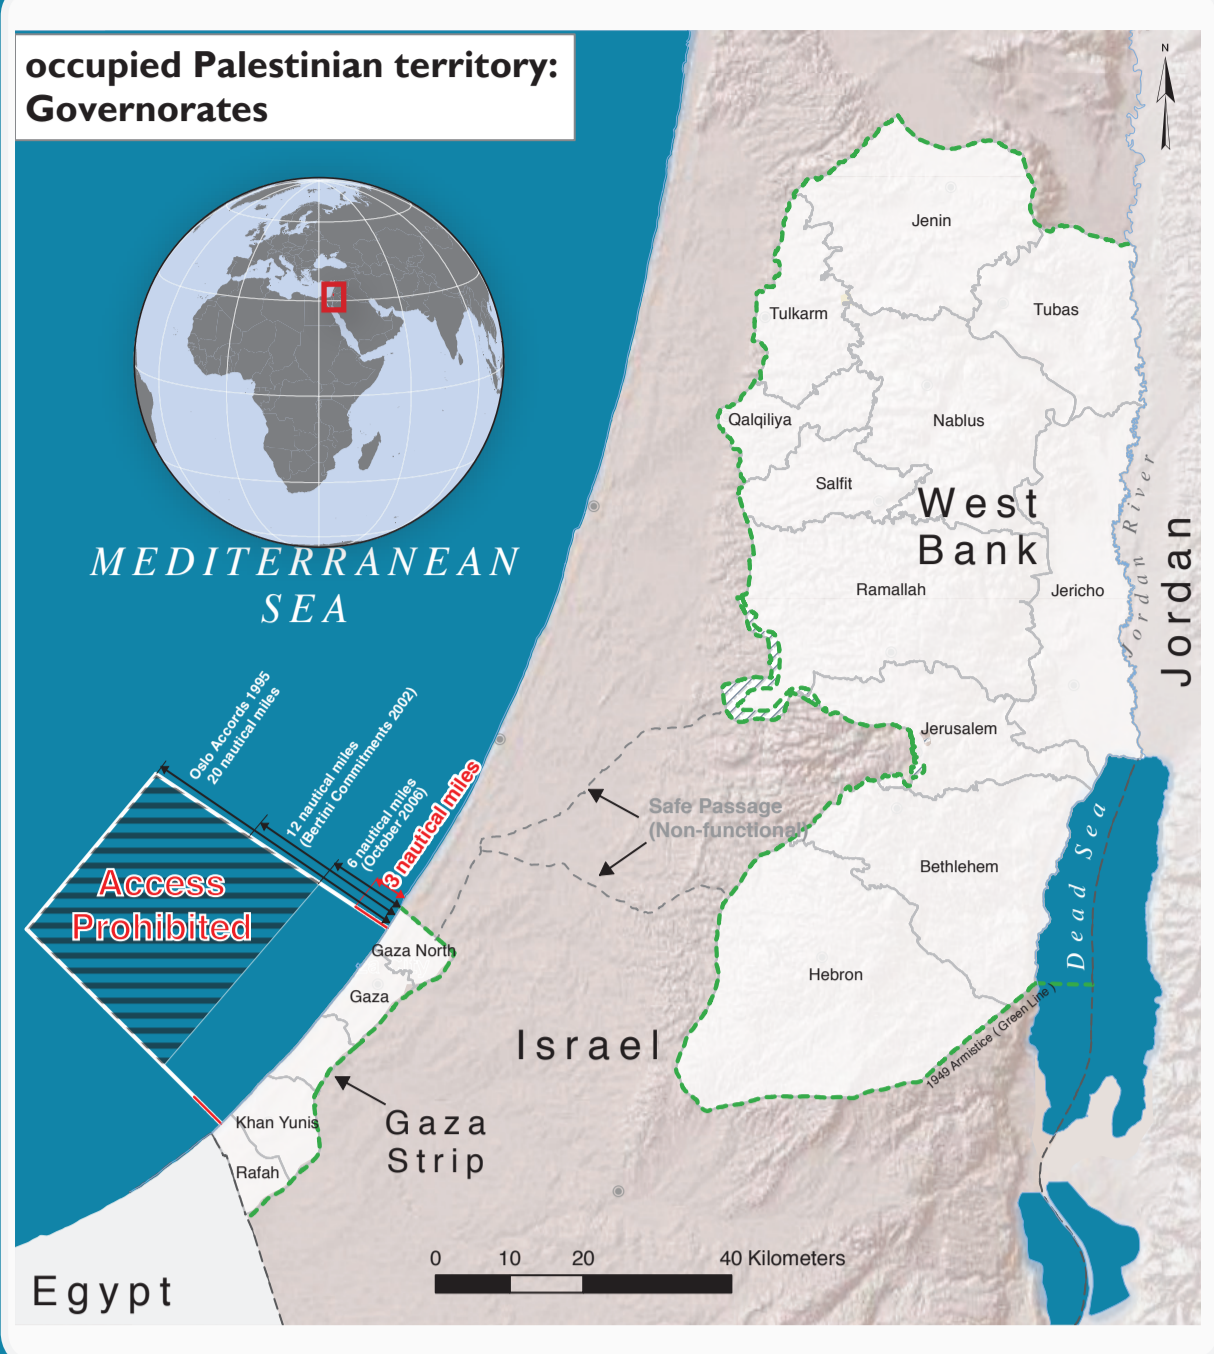 occupied Palestinian territory:
Governorates
N
Jenin
Tubas
Tulkarm
Qalqiliya
Nablus
Salfit
West
Bank
Ramallah
Jericho
Jordan River
Jordan
MEDITERRANEAN
SEA
Oslo Accords 1995
20 nautical miles
12 nautical miles
(Bertini Commitments 2002)
6 nautical miles
(October 2006)
3 nautical miles
Jerusalem
Safe Passage
(Non-functional)
Access
Prohibited
Bethlehem
Dead Sea
Gaza North
Gaza
Hebron
Israel
1949 Armistice ( Green Line )
Gaza
Strip
Khan Yunis
Rafah
Egypt
0 10 20 40 Kilometers